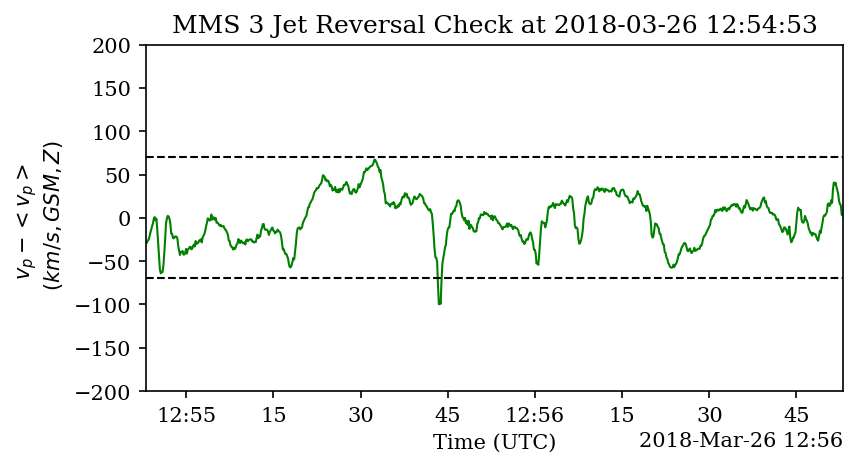 MMS 3 Jet Reversal Check at 2018-03-26 12:54:53
200
150
100
50
0
−50
−100
−150
−200
v_p − < v_p >
(km/s, GSM, Z)
12:55 15 30 45 12:56 15 30 45
Time (UTC)
2018-Mar-26 12:56